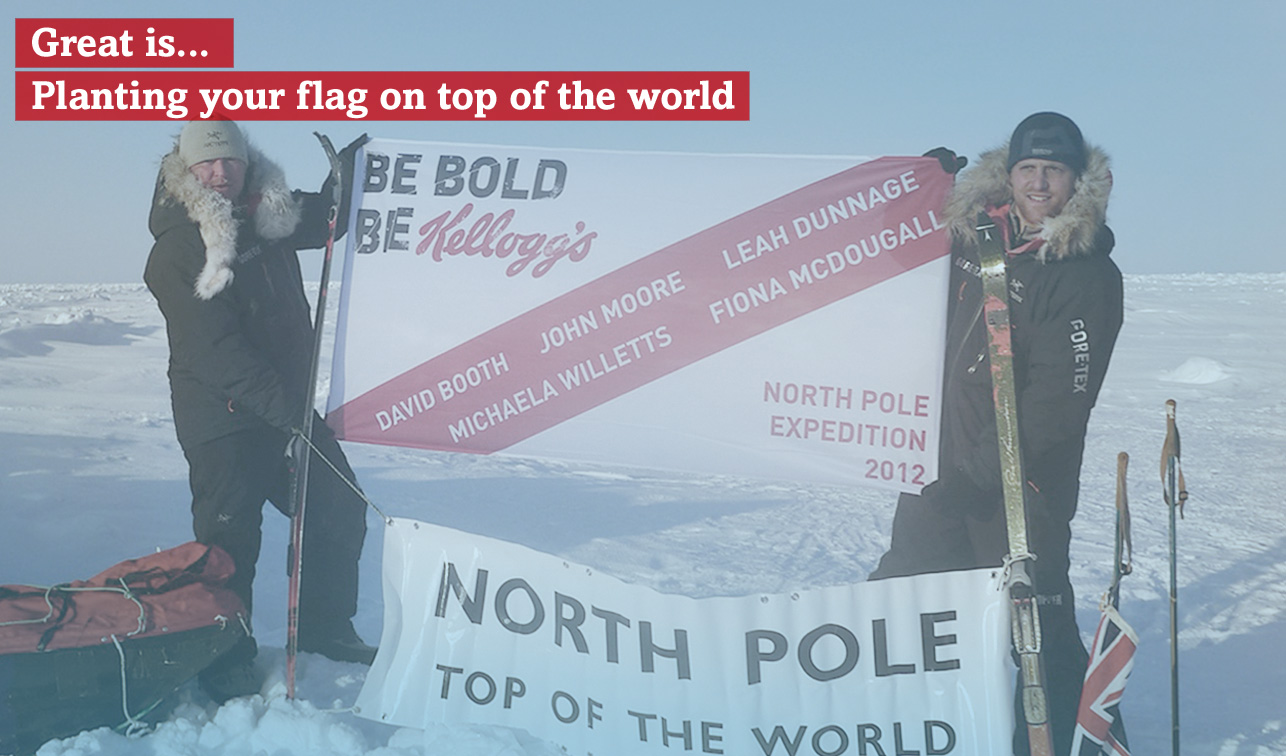 Great is...
Planting your flag on top of the world
BE BOLD
BE Kellogg's
LEAH DUNNAGE
FIONA MCDOUGALL
JOHN MOORE
MICHAELA WILLETTS
DAVID BOOTH
NORTH POLE
EXPEDITION
2012
GORE-TEX
NORTH POLE
TOP OF THE WORLD